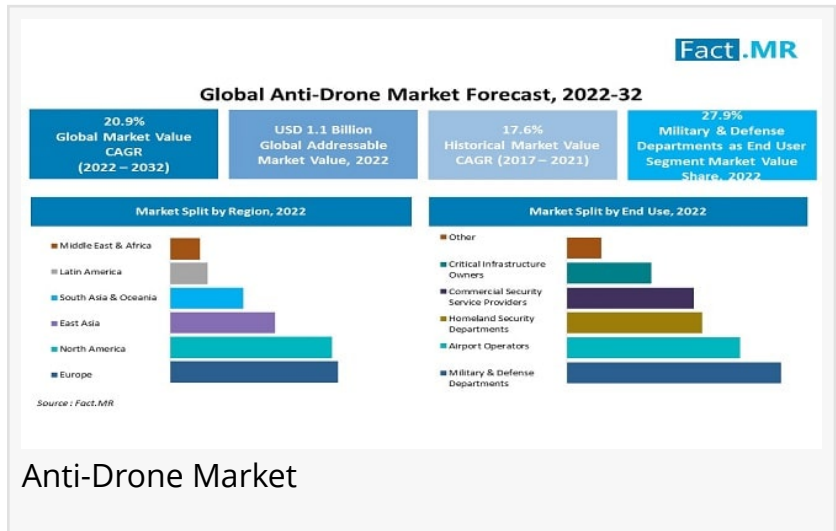 Fact.MR
Global Anti-Drone Market Forecast, 2022-32
20.9%
Global Market Value
CAGR
(2022 – 2032)
USD 1.1 Billion
Global Addressable
Market Value, 2022
17.6%
Historical Market Value
CAGR (2017 – 2021)
27.9%
Military & Defense
Departments as End User
Segment Market Value
Share, 2022
Market Split by Region, 2022
Middle East & Africa
Latin America
South Asia & Oceania
East Asia
North America
Europe
Market Split by End Use, 2022
Other
Critical Infrastructure
Owners
Commercial Security
Service Providers
Homeland Security
Departments
Airport Operators
Military & Defense
Departments
Source : Fact.MR
Anti-Drone Market